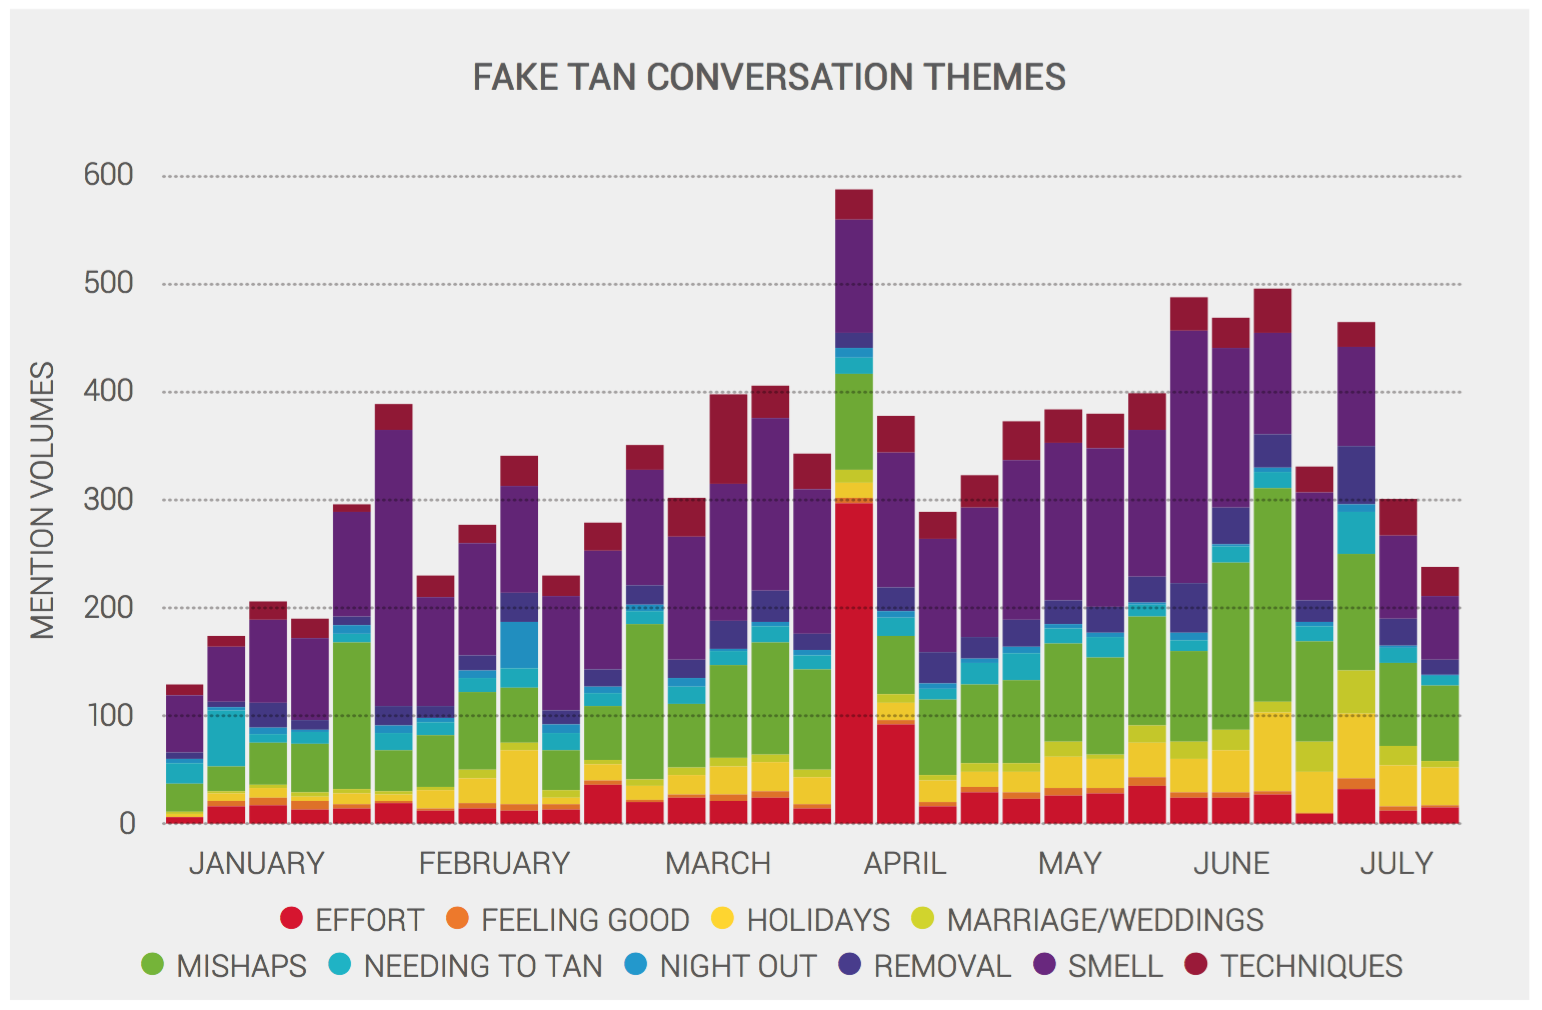 FAKE TAN CONVERSATION THEMES
600
500
400
300
200
100
0
MENTION VOLUMES
JANUARY FEBRUARY MARCH APRIL MAY JUNE JULY
EFFORT FEELING GOOD HOLIDAYS MARRIAGE/WEDDINGS
MISHAPS NEEDING TO TAN NIGHT OUT REMOVAL SMELL TECHNIQUES